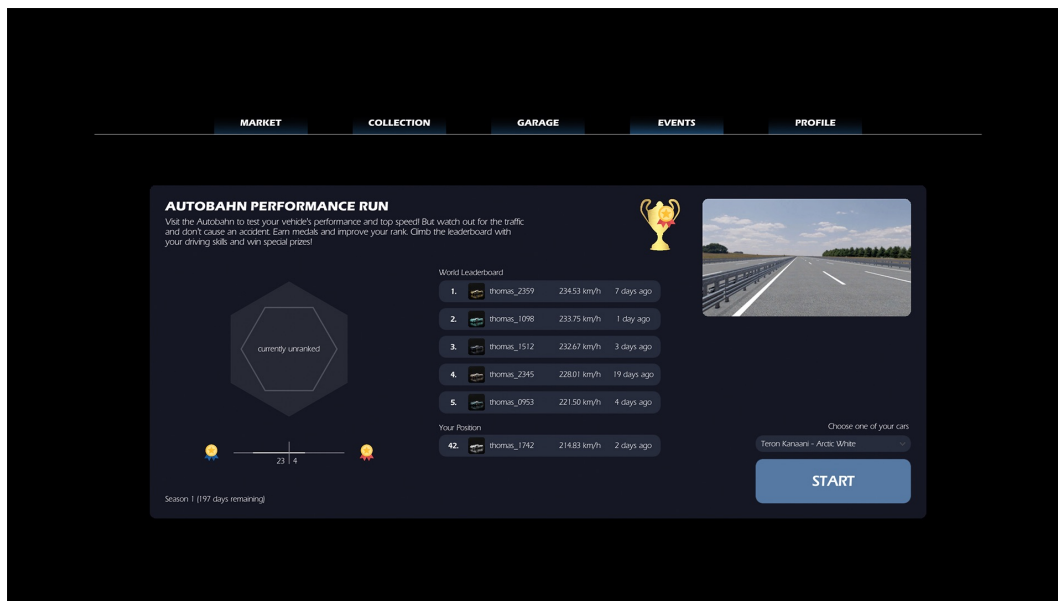 MARKET COLLECTION GARAGE EVENTS PROFILE
AUTOBAHN PERFORMANCE RUN
Visit the Autobahn to test your vehicle's performance and top speed! But watch out for the traffic
and don't cause an accident. Earn medals and improve your rank. Climb the leaderboard with
your driving skills and win special prizes!
currently unranked
23 4
Season 1 (197 days remaining)
World Leaderboard
1. thomas_2359 234.53 km/h 7 days ago
2. thomas_1098 233.75 km/h 1 day ago
3. thomas_1512 232.67 km/h 3 days ago
4. thomas_2345 228.01 km/h 19 days ago
5. thomas_0953 221.50 km/h 4 days ago
Your Position
42. thomas_1742 214.83 km/h 2 days ago
Choose one of your cars
Teron Kanaani - Arctic White
START